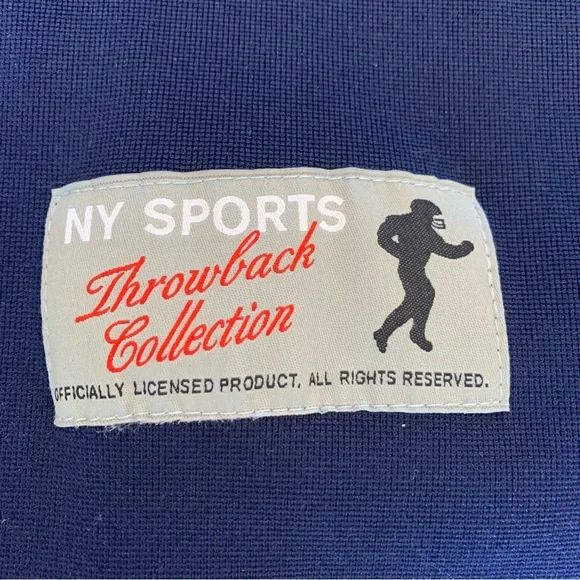 NY SPORTS
Throwback
Collection
OFFICIALLY LICENSED PRODUCT. ALL RIGHTS RESERVED.